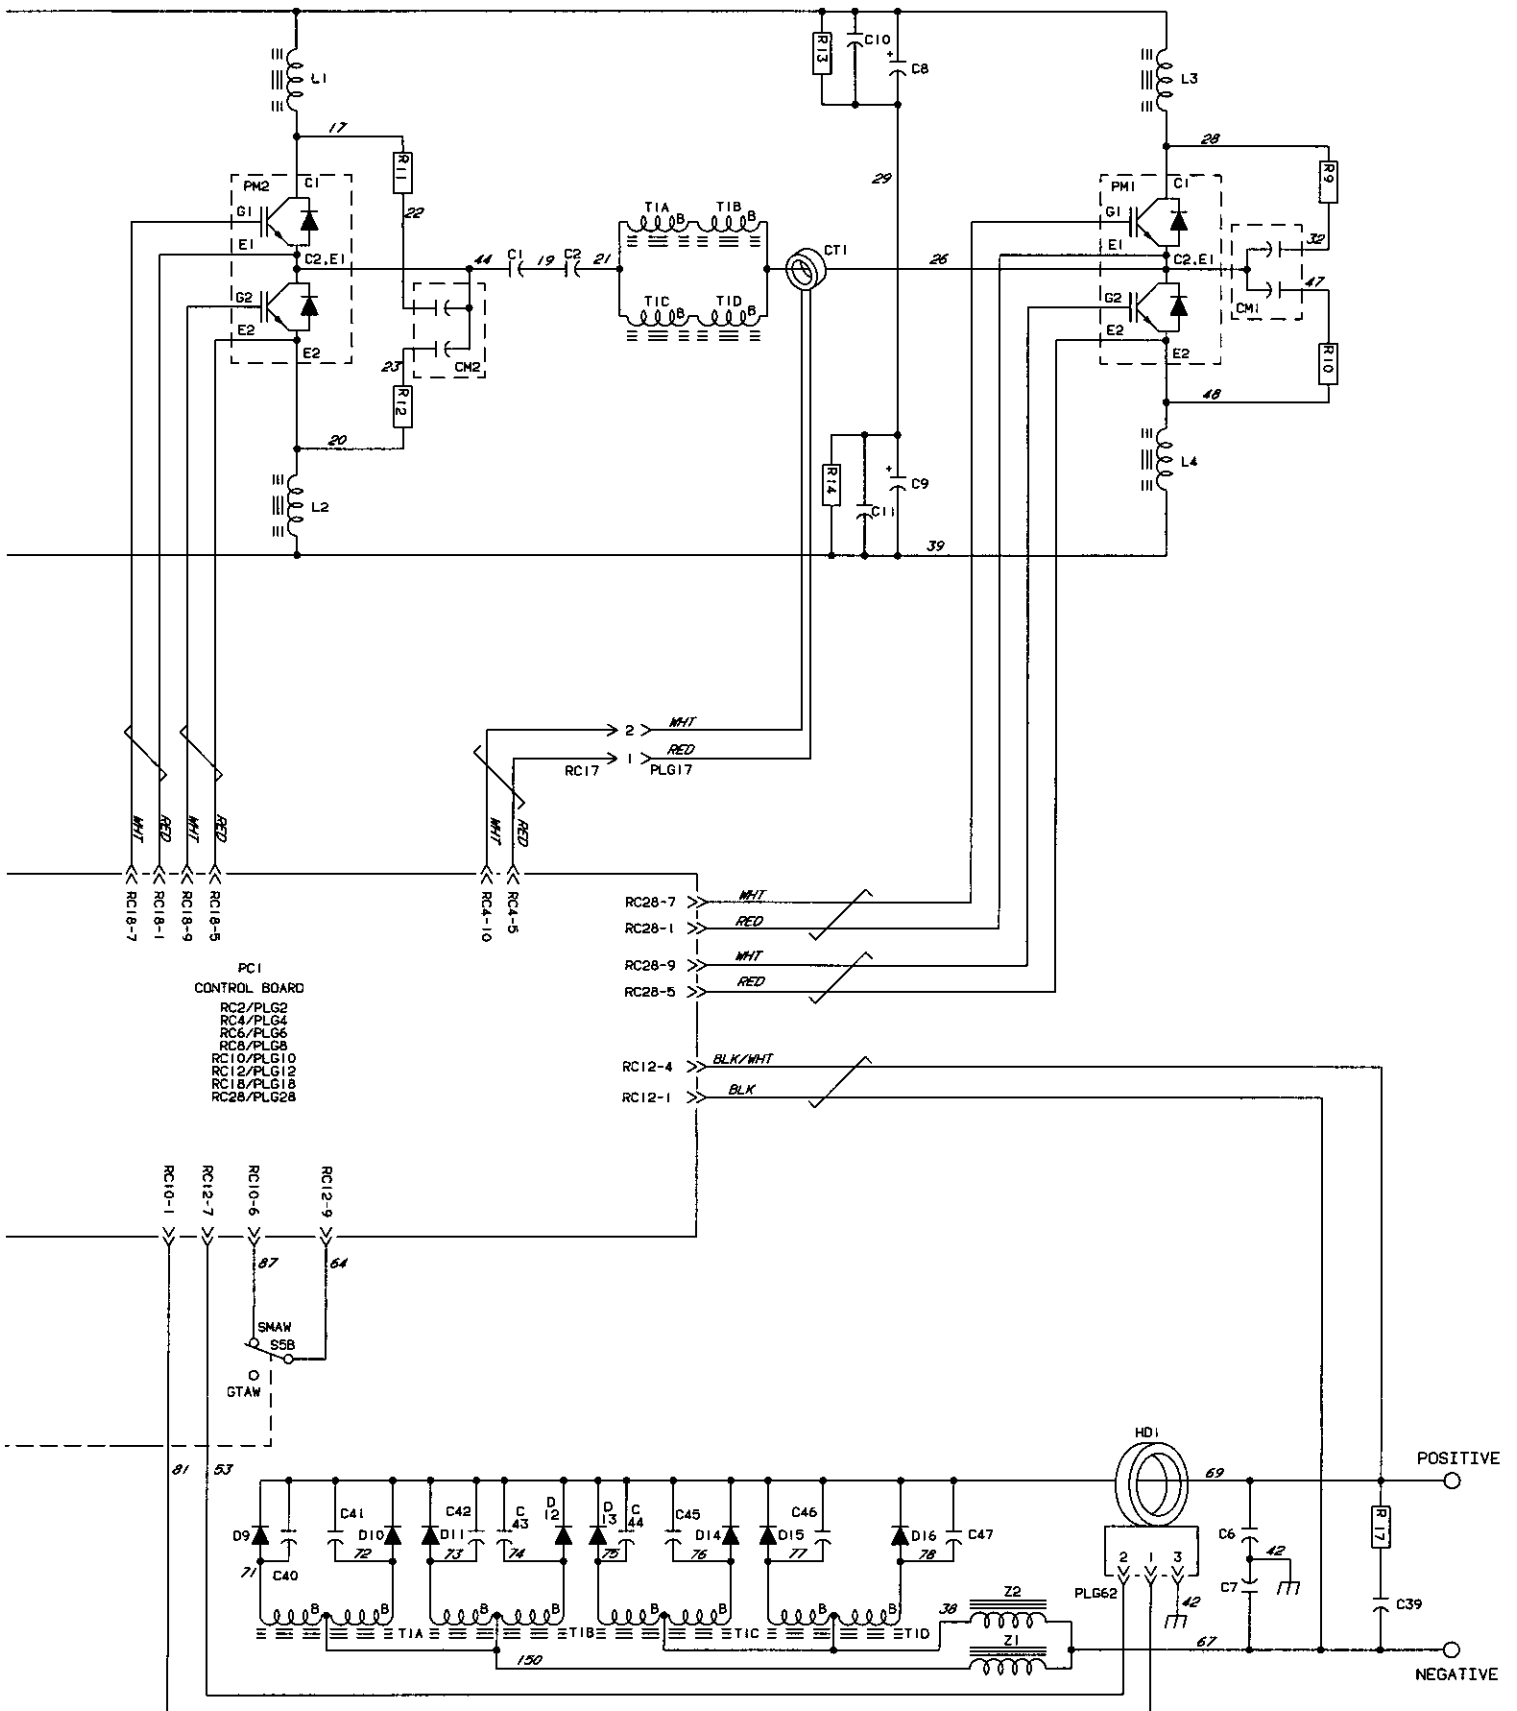 R13
C10
+
C8
L1
L3
17
28
R11
R9
PM2
C1
PM1
C1
29
G1
22
T1A
B
T1B
B
G1
E1
C2,E1
44
C1
19
C2
21
CT1
26
E1
C2,E1
32
G2
T1C
B
T1D
B
G2
CM1
47
E2
E2
E2
E2
23
CM2
R10
R12
48
20
R14
+
C9
L4
L2
C11
39
2
WHT
RC17
1
PLG17
RED
WHT
RED
WHT
RED
WHT
RED
RC18-7
RC18-1
RC18-9
RC18-5
RC4-10
RC4-5
RC28-7
WHT
RC28-1
RED
RC28-9
WHT
RC28-5
RED
PC1
CONTROL BOARD
RC2/PLG2
RC4/PLG4
RC6/PLG6
RC8/PLG8
RC10/PLG10
RC12/PLG12
RC18/PLG18
RC28/PLG28
RC12-4
BLK/WHT
RC12-1
BLK
RC10-1
RC12-7
RC10-6
RC12-9
87
64
SMAW
S5B
GTAW
81
53
HD1
69
POSITIVE
D9
C41
D10
C42
D11
C
43
D
12
D
13
C
44
C45
D14
C46
D15
D16
C47
C6
R17
71
C40
72
73
74
75
76
77
78
2
1
3
42
C7
PLG62
42
C39
B
B
T1A
B
B
T1B
B
B
T1C
B
B
T1D
38
Z2
Z1
67
150
NEGATIVE